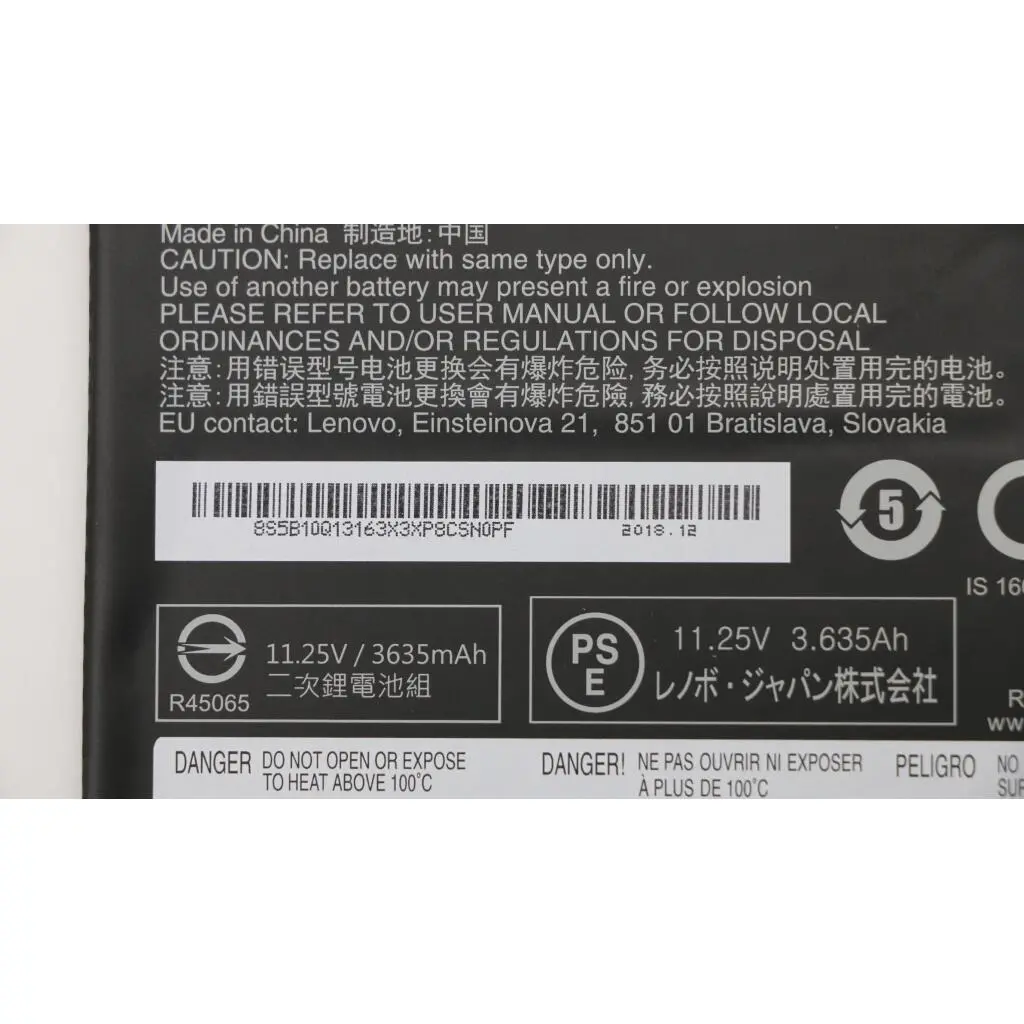 Made in China 制造地:中国
CAUTION: Replace with same type only.
Use of another battery may present a fire or explosion
PLEASE REFER TO USER MANUAL OR FOLLOW LOCAL
ORDINANCES AND/OR REGULATIONS FOR DISPOSAL
注意:用错误型号电池更换会有爆炸危险,务必按照说明处置用完的电池。
注意:用錯誤型號電池更換會有爆炸危險,務必按照說明處置用完的電池。
EU contact: Lenovo, Einsteinova 21, 851 01 Bratislava, Slovakia
8S5B10Q13163X3XP8CSN0PF 2018.12
5
IS 160
R45065
11.25V / 3635mAh
二次鋰電池組
PS
E
11.25V 3.635Ah
レノボ・ジャパン株式会社
R
ww
DANGER DO NOT OPEN OR EXPOSE
TO HEAT ABOVE 100°C
DANGER! NE PAS OUVRIR NI EXPOSER
À PLUS DE 100°C
PELIGRO NO
SUP